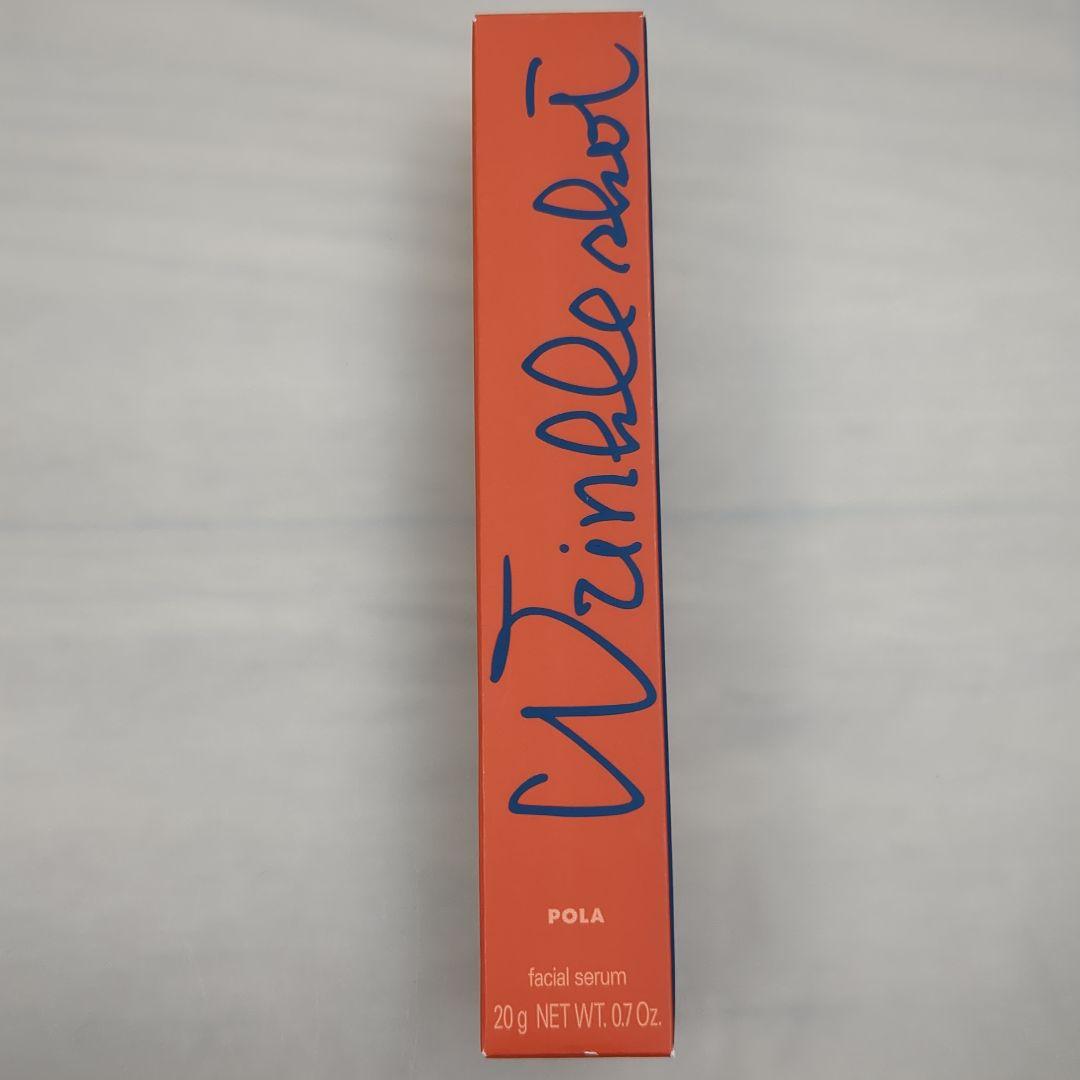 Wrinkle shot
POLA
facial serum
20 g NET WT. 0.7 Oz.